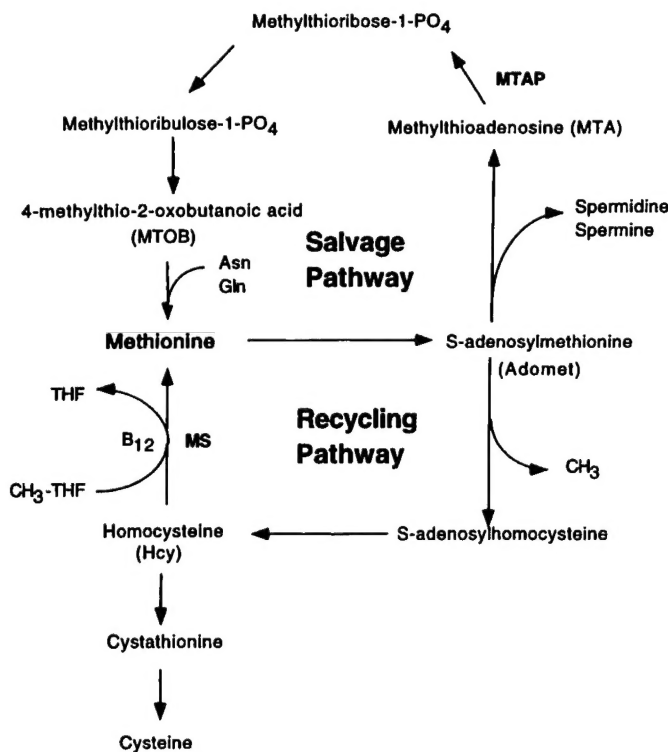 Methylthioribose-1-PO4
MTAP
Methylthioribulose-1-PO4
Methylthioadenosine (MTA)
4-methylthio-2-oxobutanoic acid
(MTOB)
Spermidine
Spermine
Salvage
Pathway
Asn
Gln
Methionine
S-adenosylmethionine
(Adomet)
THF
Recycling
Pathway
B12
MS
CH3
CH3-THF
Homocysteine
(Hcy)
S-adenosylhomocysteine
Cystathionine
Cysteine